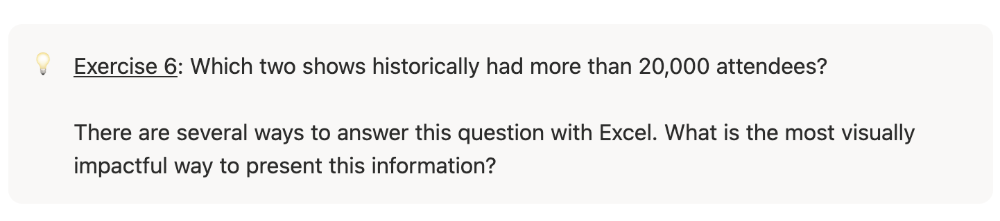 Exercise 6: Which two shows historically had more than 20,000 attendees?
There are several ways to answer this question with Excel. What is the most visually
impactful way to present this information?